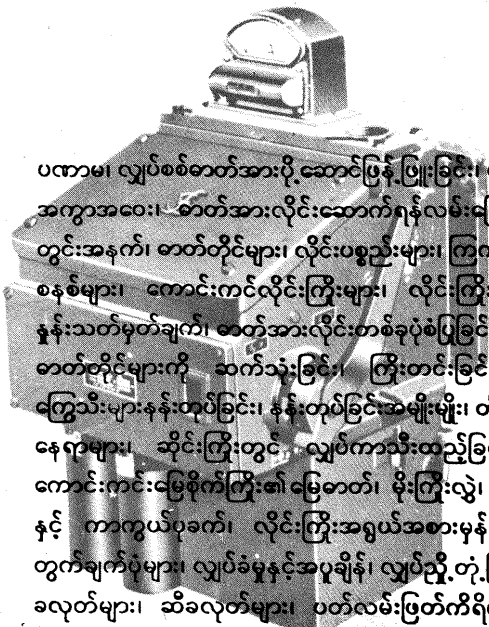 ပဏာမ၊ လျှပ်စစ်ဓာတ်အားပို့ဆောင်ဖြန့်ဖြူးခြင်း၊
အကွာအဝေး၊ ဓာတ်အားလိုင်းဆောက်ရန်လမ်း
တွင်းအနက်၊ ဓာတ်တိုင်များ၊ လိုင်းပစ္စည်းများ၊
စနစ်များ၊ ကောင်းကင်လိုင်းကြိုးများ၊ လိုင်းကြိုး
နှုန်းသတ်မှတ်ချက်၊ ဓာတ်အားလိုင်းတစ်ခုပုံစံပြုခြင်
ဓာတ်တိုင်များကို ဆက်သုံးခြင်း၊ ကြိုးတင်းခြင်
ကြွေသီးများနန်းထုပ်ခြင်း၊ နန်းထုပ်ခြင်းအမျိုးမျိုး၊
နေရာများ၊ ဆိုင်းကြိုးတွင် လျှပ်ကာသီးထည့်ခြ
ကောင်းကင်းမြေစိုက်ကြိုး၏မြေဓာတ်၊ မိုးကြိုးလွှဲ၊
နှင့် ကာကွယ်ပုခက်၊ လိုင်းကြိုးအရွယ်အစားမှန်
တွက်ချက်ပုံများ၊ လျှပ်ခံမှုနှင့်အပူချိန်၊ လျှပ်ညှို့တုံ့
ခလုတ်များ၊ ဆီခလုတ်များ၊ ပတ်လမ်းဖြတ်ကိရိ